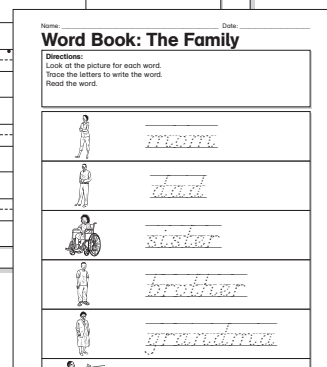 Name: Date:
Word Book: The Family
Directions:
Look at the picture for each word.
Trace the letters to write the word.
Read the word.
mom
dad
sister
brother
grandma